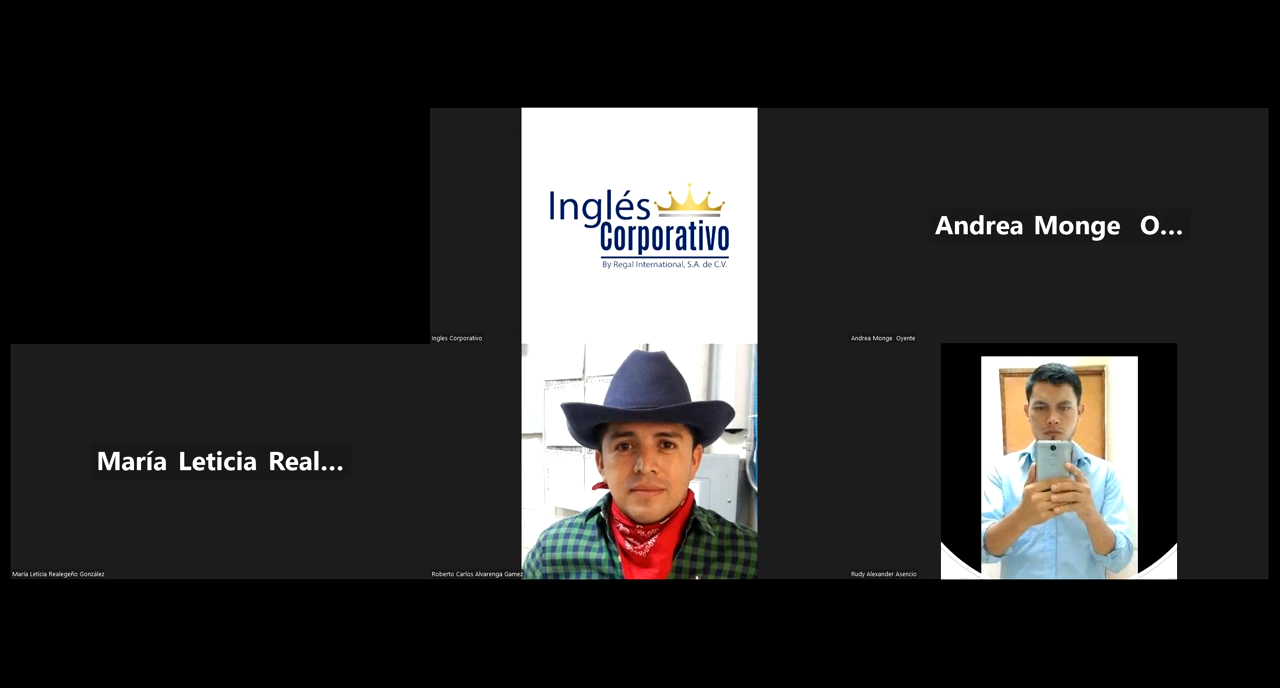 Inglés
Corporativo
By Regal International, S.A. de C.V.
Andrea Monge O...
Ingles Corporativo
Andrea Monge Oyente
María Leticia Real...
María Leticia Realegeño González
Roberto Carlos Alvarenga Gamez
Rudy Alexander Asencio